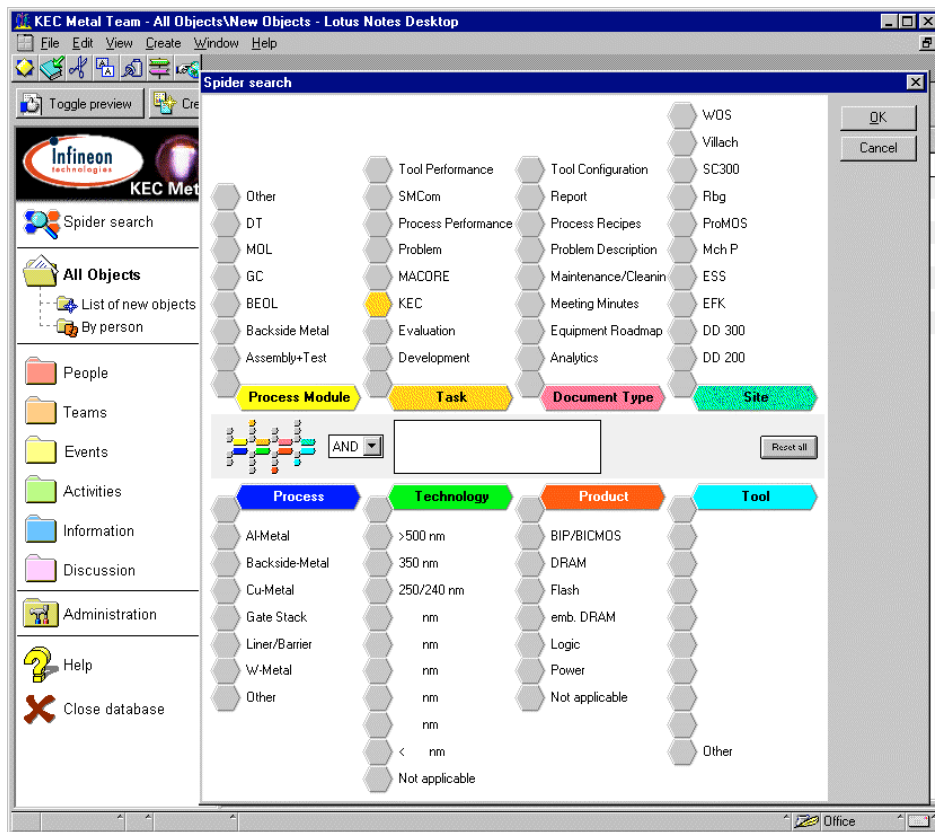 KEC Metal Team - All Objects\New Objects - Lotus Notes Desktop
File Edit View Create Window Help
Toggle preview
Cre
Spider search
OK
Cancel
Infineon
technologies
KEC Met
Spider search
All Objects
List of new objects
By person
People
Teams
Events
Activities
Information
Discussion
Administration
Help
Close database
Other
DT
MOL
GC
BEOL
Backside Metal
Assembly+Test
Process Module
Tool Performance
SMCom
Process Performance
Problem
MACORE
KEC
Evaluation
Development
Task
Tool Configuration
Report
Process Recipes
Problem Description
Maintenance/Cleanin
Meeting Minutes
Equipment Roadmap
Analytics
Document Type
WOS
Villach
SC300
Rbg
ProMOS
Mch P
ESS
EFK
DD 300
DD 200
Site
AND
Reset all
Process
Al-Metal
Backside-Metal
Cu-Metal
Gate Stack
Liner/Barrier
W-Metal
Other
Technology
>500 nm
350 nm
250/240 nm
nm
nm
nm
nm
nm
< nm
Not applicable
Product
BIP/BICMOS
DRAM
Flash
emb. DRAM
Logic
Power
Not applicable
Tool
Other
Office